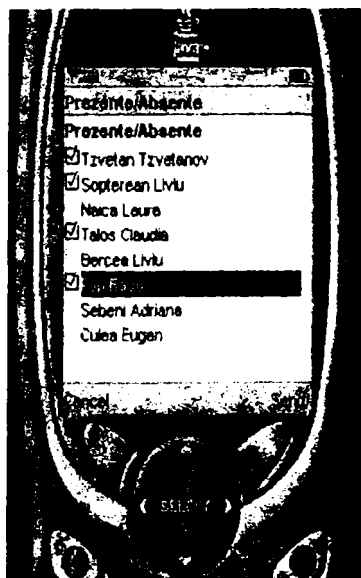 Prezente/Absente
Prezente/Absente
Tzvetan Tzvetanov
Sopterean Liviu
Naica Laura
Talos Claudia
Bercea Liviu
Sebeni Adriana
Culea Eugen
Cancel
SELECT